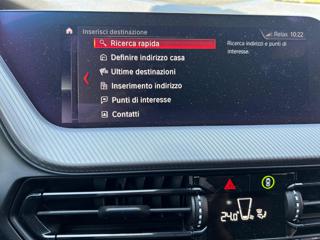 Inserisci destinazione
Relax 10:22
Ricerca rapida
Ricerca indirizzi e punti di
interesse.
Definire indirizzo casa
Ultime destinazioni
Inserimento indirizzo
Punti di interesse
Contatti
24.0